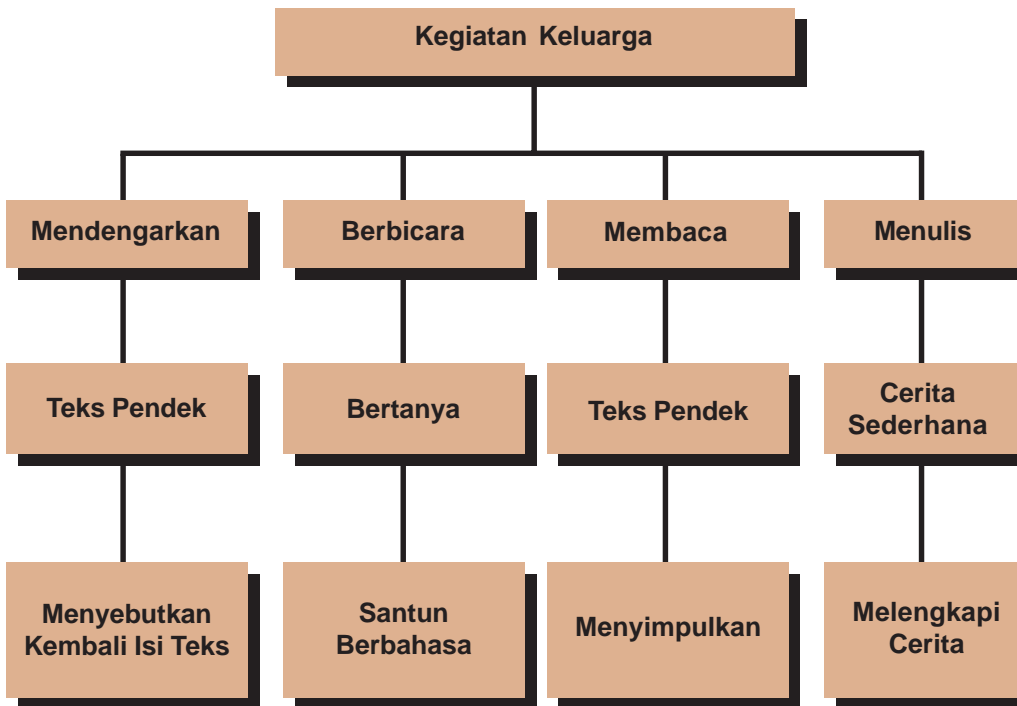 Kegiatan Keluarga
Mendengarkan
Berbicara
Membaca
Menulis
Teks Pendek
Bertanya
Teks Pendek
Cerita
Sederhana
Menyebutkan
Kembali Isi Teks
Santun
Berbahasa
Menyimpulkan
Melengkapi
Cerita